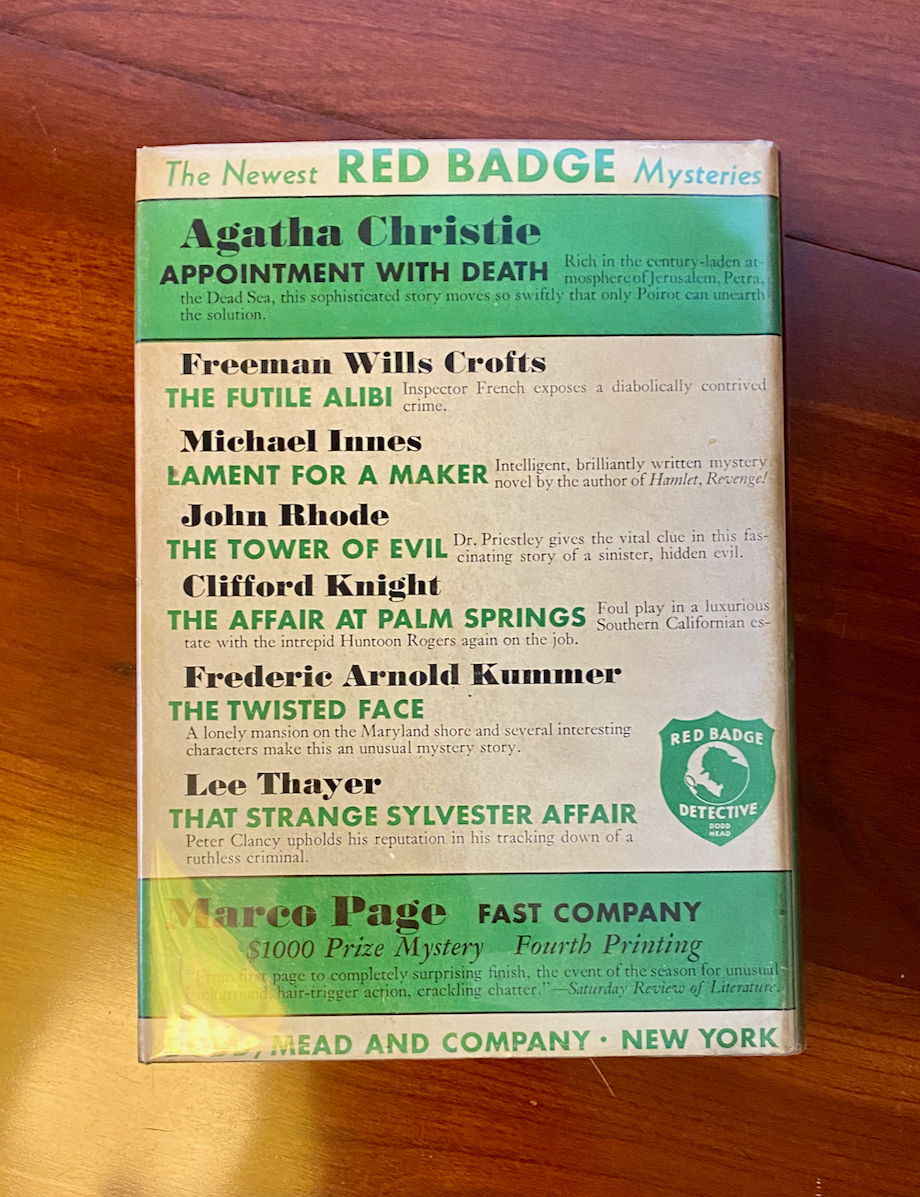 The Newest RED BADGE Mysteries
Agatha Christie
APPOINTMENT WITH DEATH Rich in the century-laden at-
mosphere of Jerusalem, Petra,
the Dead Sea, this sophisticated story moves so swiftly that only Poirot can unearth
the solution.
Freeman Wills Crofts
THE FUTILE ALIBI Inspector French exposes a diabolically contrived
crime.
Michael Innes
LAMENT FOR A MAKER Intelligent, brilliantly written mystery
novel by the author of Hamlet, Revenge!
John Rhode
THE TOWER OF EVIL Dr. Priestley gives the vital clue in this fas-
cinating story of a sinister, hidden evil.
Clifford Knight
THE AFFAIR AT PALM SPRINGS Foul play in a luxurious
Southern Californian es-
tate with the intrepid Huntoon Rogers again on the job.
Frederic Arnold Kummer
THE TWISTED FACE
A lonely mansion on the Maryland shore and several interesting
characters make this an unusual mystery story.
Lee Thayer
THAT STRANGE SYLVESTER AFFAIR
Peter Clancy upholds his reputation in his tracking down of a
ruthless criminal.
RED BADGE
DETECTIVE
DODD
MEAD
Marco Page FAST COMPANY
$1000 Prize Mystery Fourth Printing
"From first page to completely surprising finish, the event of the season for unusual
background, hair-trigger action, crackling chatter."—Saturday Review of Literature.
DODD, MEAD AND COMPANY · NEW YORK